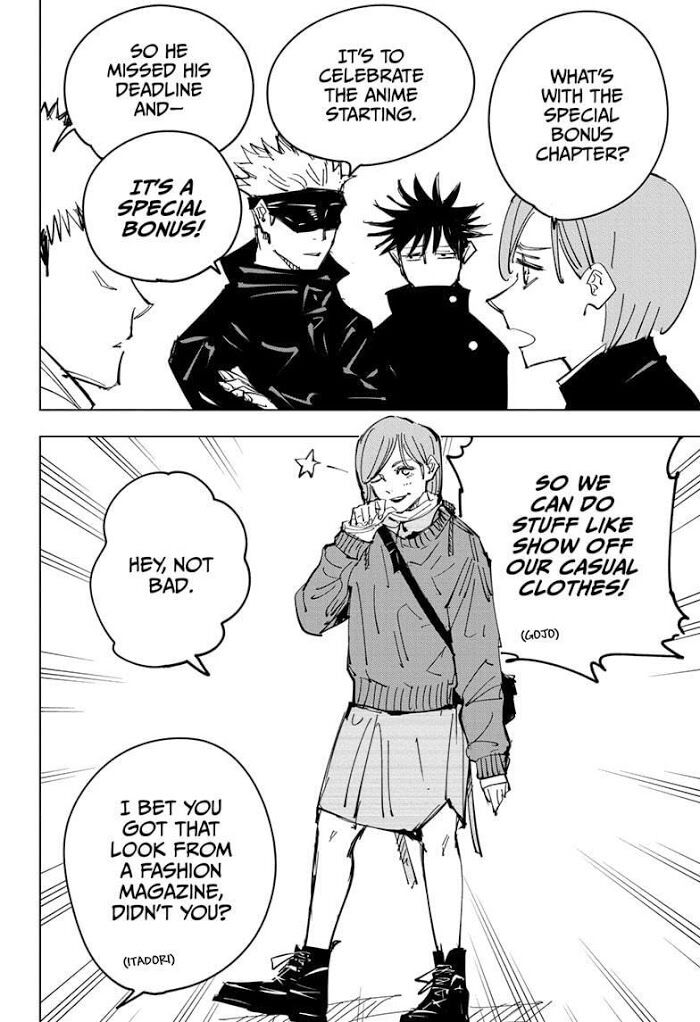 WHAT'S
WITH THE
SPECIAL
BONUS
CHAPTER?
IT'S TO
CELEBRATE
THE ANIME
STARTING.
SO HE
MISSED HIS
DEADLINE
AND—
IT'S A
SPECIAL
BONUS!
SO WE
CAN DO
STUFF LIKE
SHOW OFF
OUR CASUAL
CLOTHES!
(GOJO)
HEY, NOT
BAD.
I BET YOU
GOT THAT
LOOK FROM
A FASHION
MAGAZINE,
DIDN'T YOU?
(ITADORI)